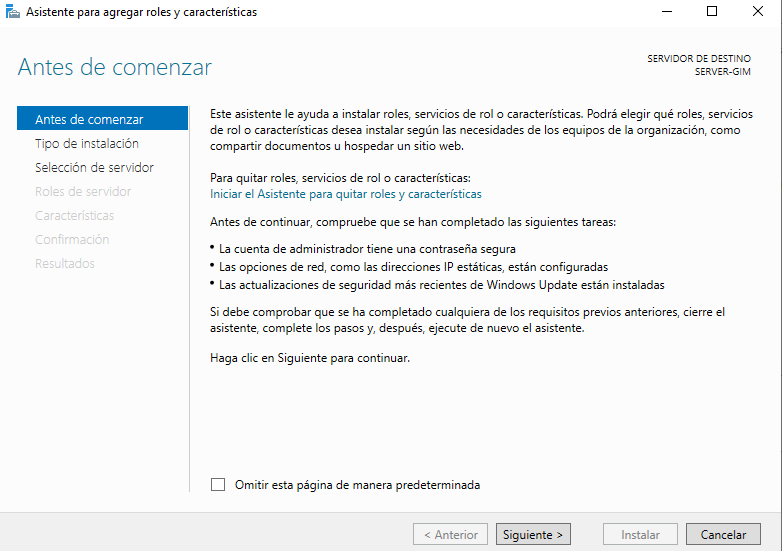 Asistente para agregar roles y características
Antes de comenzar
SERVIDOR DE DESTINO
SERVER-GIM
Antes de comenzar
Tipo de instalación
Selección de servidor
Roles de servidor
Características
Confirmación
Resultados
Este asistente le ayuda a instalar roles, servicios de rol o características. Podrá elegir qué roles, servicios
de rol o características desea instalar según las necesidades de los equipos de la organización, como
compartir documentos u hospedar un sitio web.
Para quitar roles, servicios de rol o características:
Iniciar el Asistente para quitar roles y características
Antes de continuar, compruebe que se han completado las siguientes tareas:
• La cuenta de administrador tiene una contraseña segura
• Las opciones de red, como las direcciones IP estáticas, están configuradas
• Las actualizaciones de seguridad más recientes de Windows Update están instaladas
Si debe comprobar que se ha completado cualquiera de los requisitos previos anteriores, cierre el
asistente, complete los pasos y, después, ejecute de nuevo el asistente.
Haga clic en Siguiente para continuar.
Omitir esta página de manera predeterminada
< Anterior
Siguiente >
Instalar
Cancelar